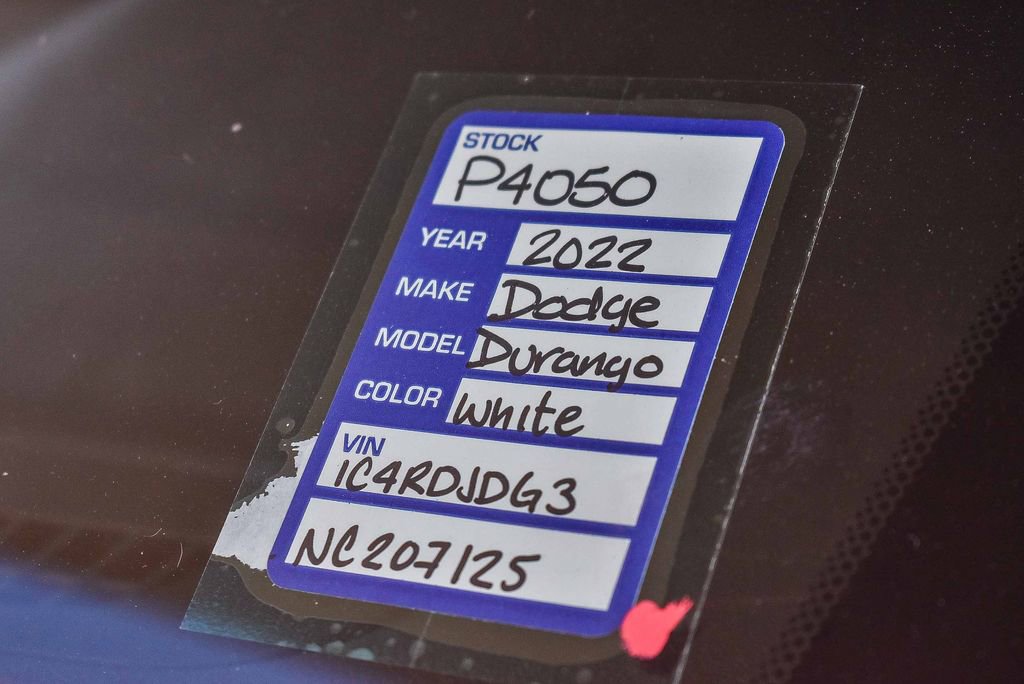 STOCK
P4050
YEAR 2022
MAKE Dodge
MODEL Durango
COLOR white
VIN
1C4RDJDG3
NC207125